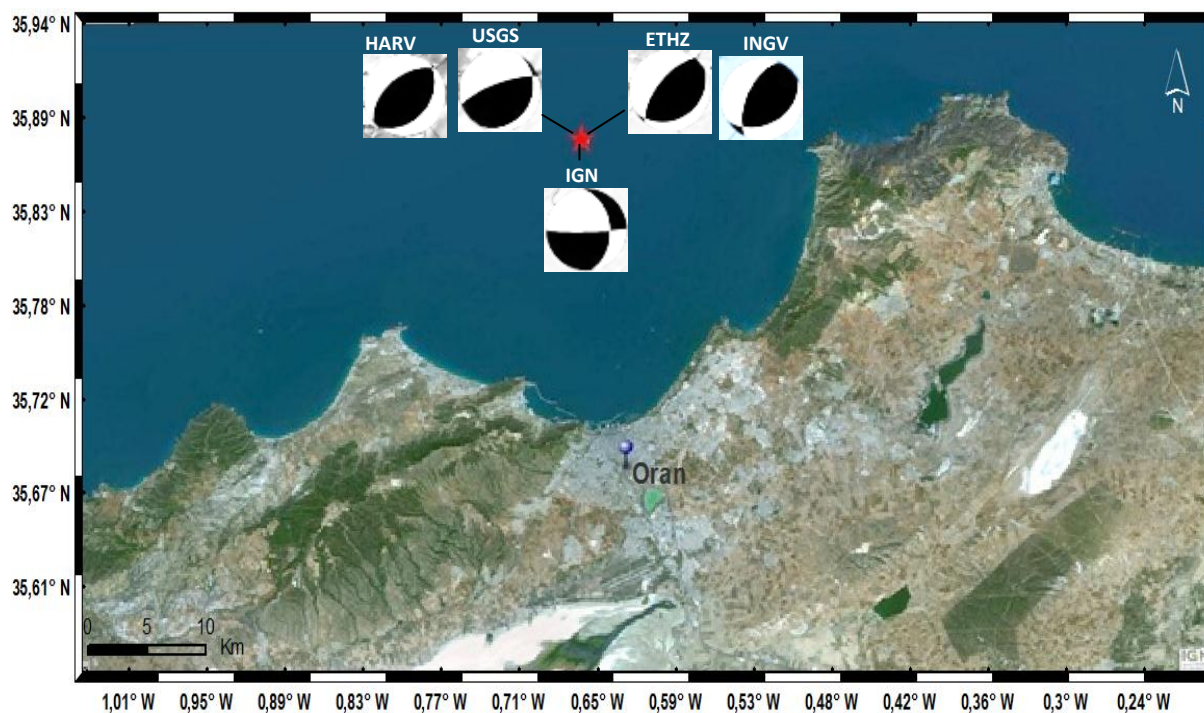 35,94° N
HARV
USGS
ETHZ
INGV
N
35,89° N
IGN
35,83° N
35,78° N
35,72° N
Oran
35,67° N
35,61° N
0 5 10
Km
IGN
1,01° W 0,95° W 0,89° W 0,83° W 0,77° W 0,71° W 0,65° W 0,59° W 0,53° W 0,48° W 0,42° W 0,36° W 0,3° W 0,24° W